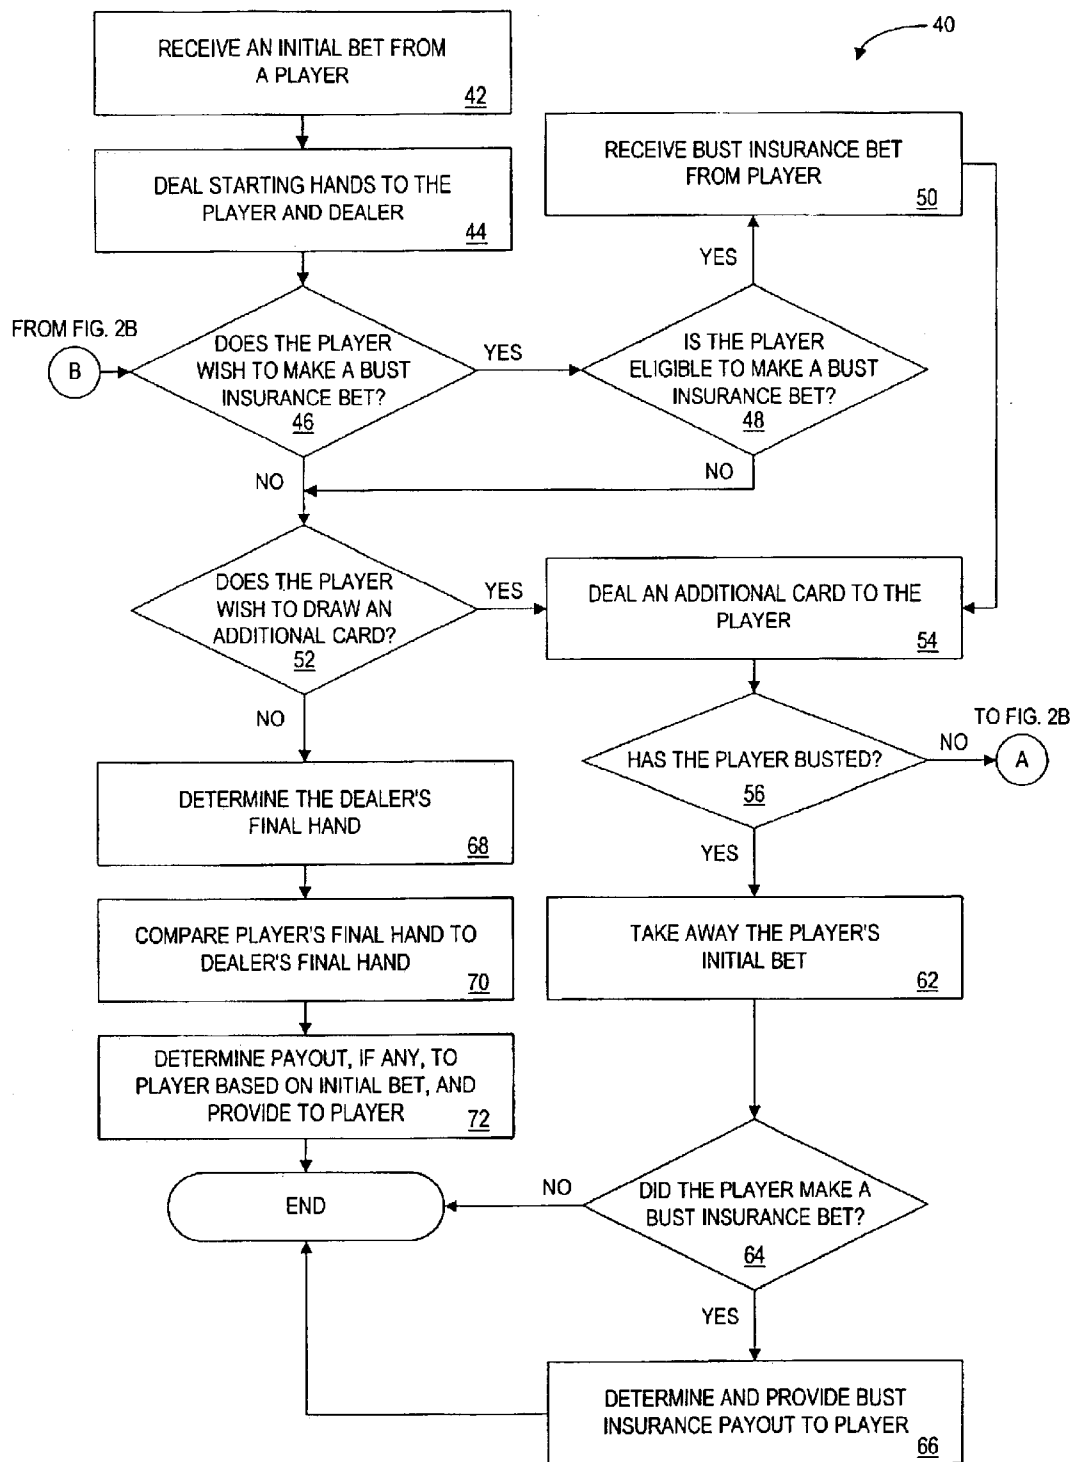 40
RECEIVE AN INITIAL BET FROM
A PLAYER
42
DEAL STARTING HANDS TO THE
PLAYER AND DEALER
44
RECEIVE BUST INSURANCE BET
FROM PLAYER
50
YES
FROM FIG. 2B
B
DOES THE PLAYER
WISH TO MAKE A BUST
INSURANCE BET?
46
YES
IS THE PLAYER
ELIGIBLE TO MAKE A BUST
INSURANCE BET?
48
NO
NO
DOES THE PLAYER
WISH TO DRAW AN
ADDITIONAL CARD?
52
YES
DEAL AN ADDITIONAL CARD TO THE
PLAYER
54
NO
HAS THE PLAYER BUSTED?
56
NO
TO FIG. 2B
A
YES
DETERMINE THE DEALER'S
FINAL HAND
68
COMPARE PLAYER'S FINAL HAND TO
DEALER'S FINAL HAND
70
TAKE AWAY THE PLAYER'S
INITIAL BET
62
DETERMINE PAYOUT, IF ANY, TO
PLAYER BASED ON INITIAL BET, AND
PROVIDE TO PLAYER
72
END
NO
DID THE PLAYER MAKE A
BUST INSURANCE BET?
64
YES
DETERMINE AND PROVIDE BUST
INSURANCE PAYOUT TO PLAYER
66